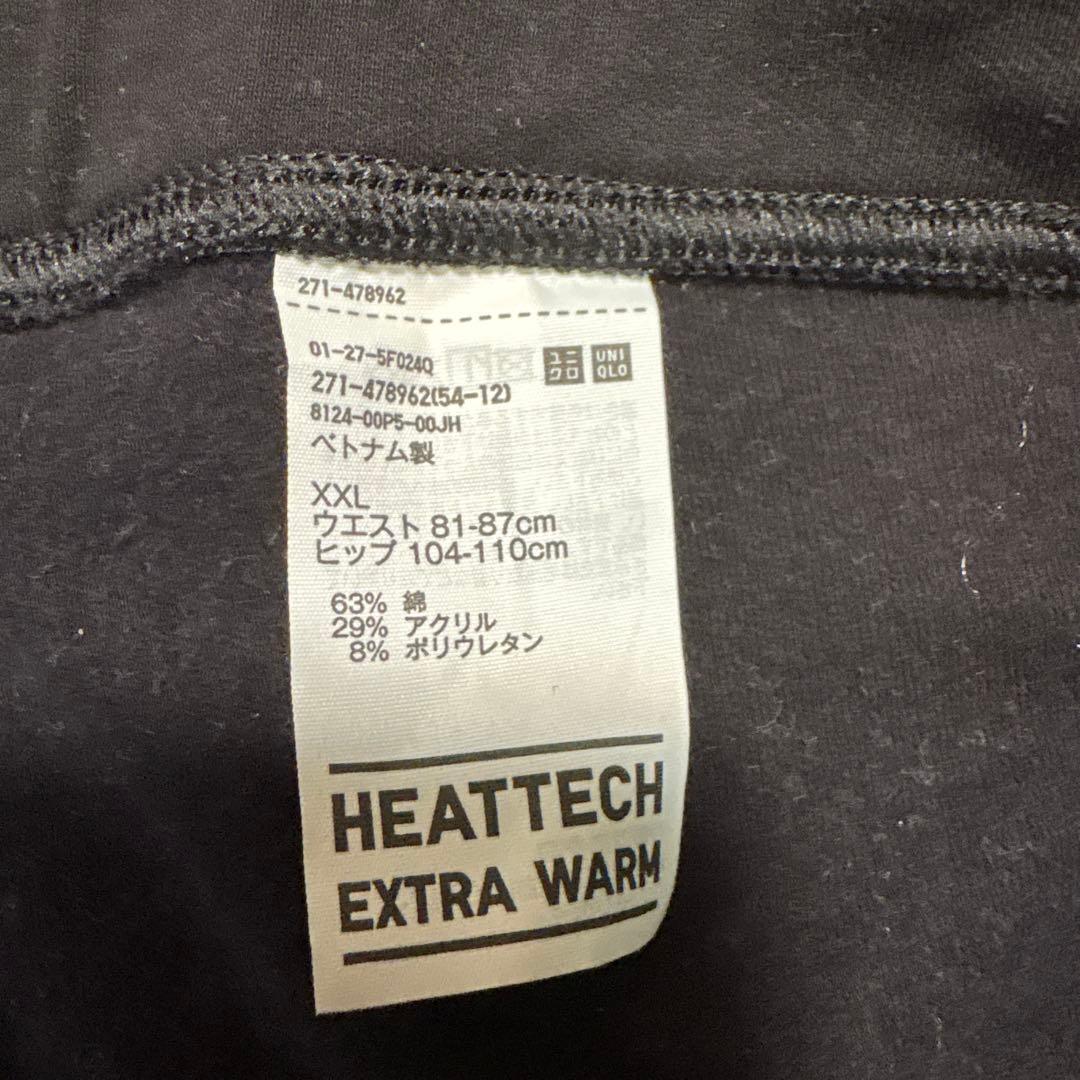 271-478962
01-27-5F024Q
ユニ
クロ
UNI
QLO
271-478962(54-12)
8124-00P5-00JH
ベトナム製
XXL
ウエスト 81-87cm
ヒップ 104-110cm
63% 綿
29% アクリル
8% ポリウレタン
HEATTECH
EXTRA WARM